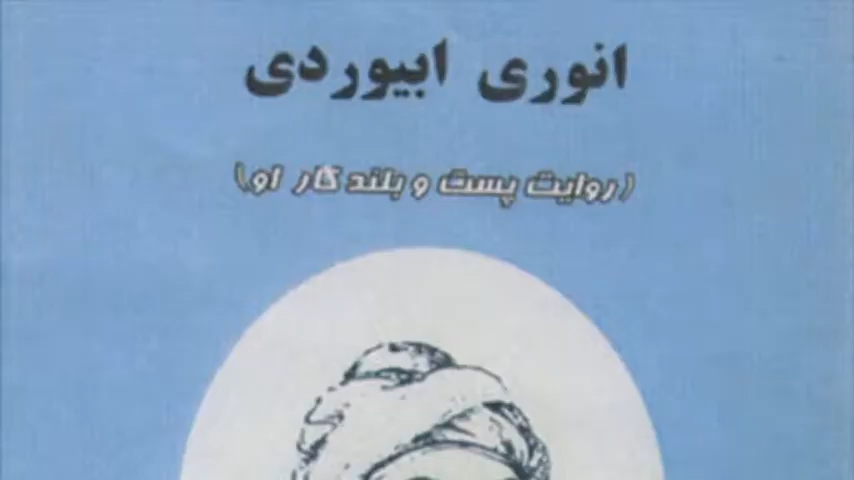 انوری ابیوردی
(روایت پست و بلند کار او)